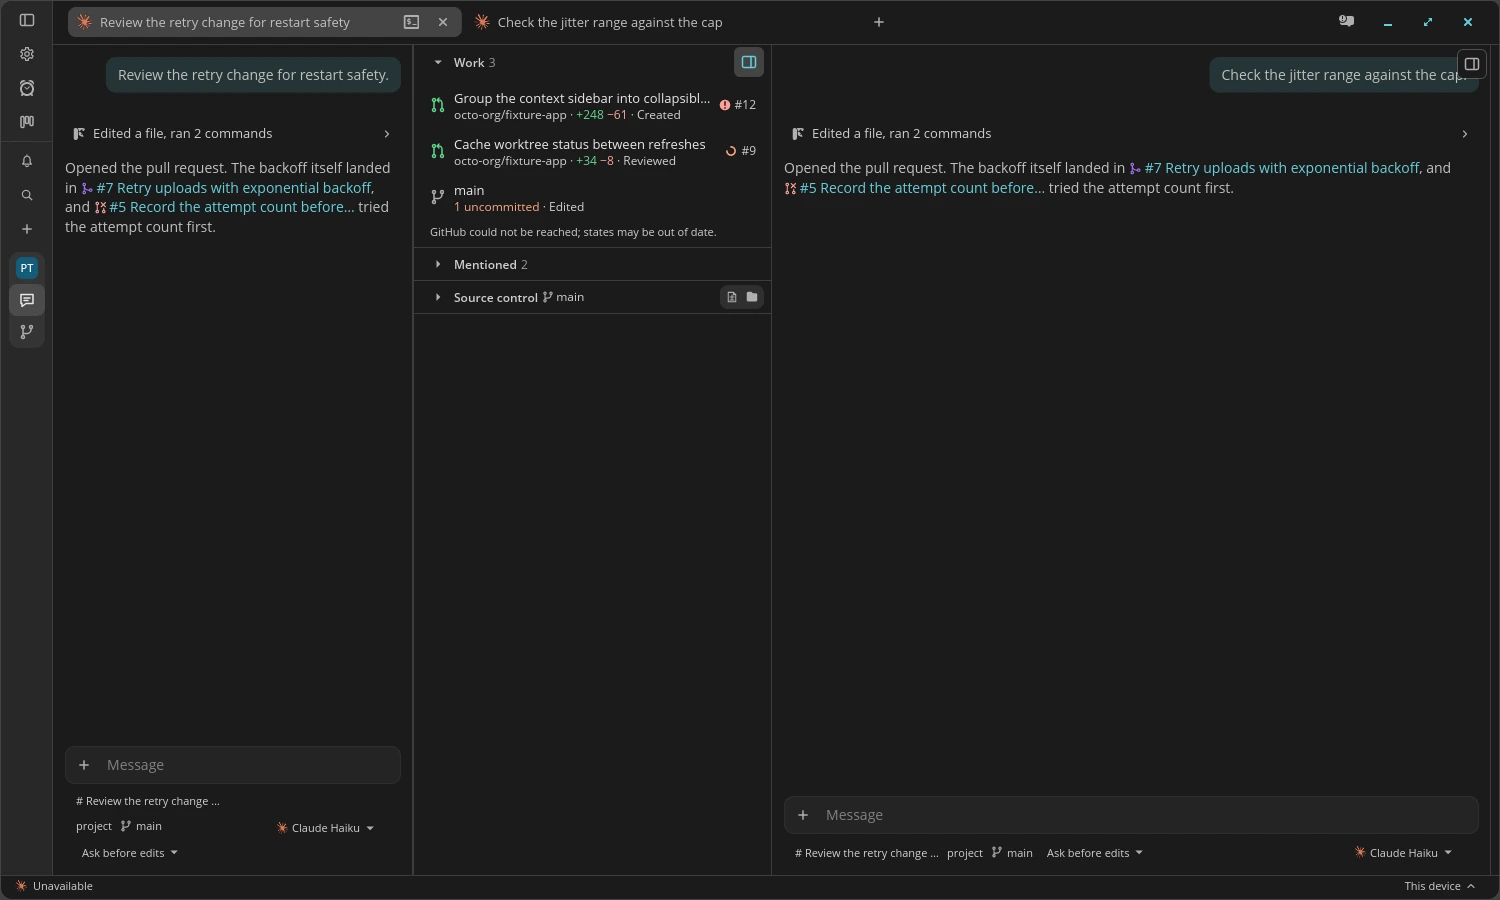 Review the retry change for restart safety
Check the jitter range against the cap
Review the retry change for restart safety.
Edited a file, ran 2 commands
Opened the pull request. The backoff itself landed
in #7 Retry uploads with exponential backoff,
and #5 Record the attempt count before... tried
the attempt count first.
Message
# Review the retry change ...
project main
Claude Haiku
Ask before edits
Work 3
Group the context sidebar into collapsibl...
#12
octo-org/fixture-app · +248 −61 · Created
Cache worktree status between refreshes
#9
octo-org/fixture-app · +34 −8 · Reviewed
main
1 uncommitted · Edited
GitHub could not be reached; states may be out of date.
Mentioned 2
Source control main
Check the jitter range against the cap.
Edited a file, ran 2 commands
Opened the pull request. The backoff itself landed in #7 Retry uploads with exponential backoff, and
#5 Record the attempt count before... tried the attempt count first.
Message
# Review the retry change ... project main Ask before edits
Claude Haiku
PT
Unavailable
This device